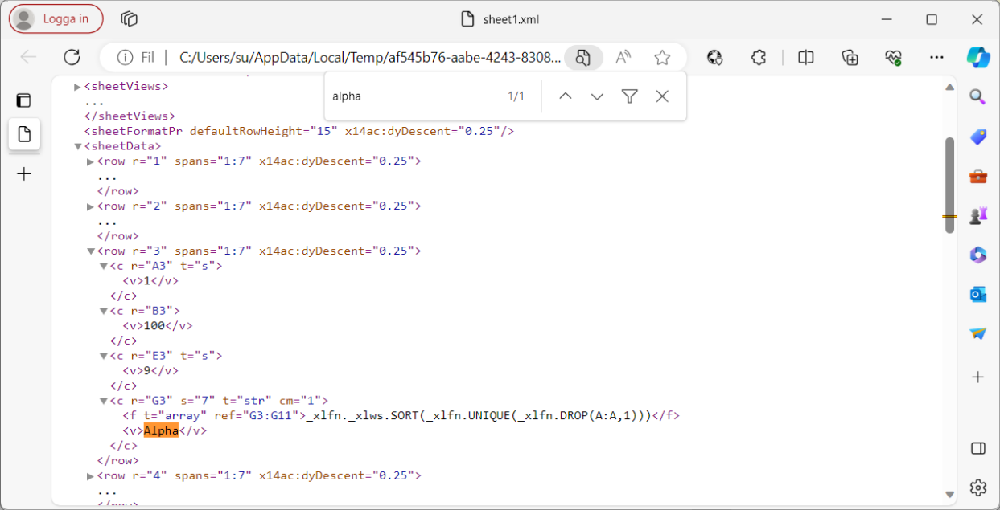 Logga in
sheet1.xml
Fil
C:/Users/su/AppData/Local/Temp/af545b76-aabe-4243-8308...
alpha
1/1
<sheetViews>
...
</sheetViews>
<sheetFormatPr defaultRowHeight="15" x14ac:dyDescent="0.25"/>
<sheetData>
<row r="1" spans="1:7" x14ac:dyDescent="0.25">
...
</row>
<row r="2" spans="1:7" x14ac:dyDescent="0.25">
...
</row>
<row r="3" spans="1:7" x14ac:dyDescent="0.25">
<c r="A3" t="s">
<v>1</v>
</c>
<c r="B3">
<v>100</v>
</c>
<c r="E3" t="s">
<v>9</v>
</c>
<c r="G3" s="7" t="str" cm="1">
<f t="array" ref="G3:G11">_xlfn._xlws.SORT(_xlfn.UNIQUE(_xlfn.DROP(A:A,1)))</f>
<v>Alpha</v>
</c>
</row>
<row r="4" spans="1:7" x14ac:dyDescent="0.25">
...
</row>